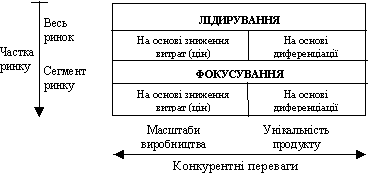 Весь
ринок
Частка
ринку
Сегмент
ринку
ЛІДИРУВАННЯ
На основі зниження
витрат (цін)
На основі
диференціації
ФОКУСУВАННЯ
На основі зниження
витрат (цін)
На основі
диференціації
Масштаби
виробництва
Унікальність
продукту
Конкурентні переваги